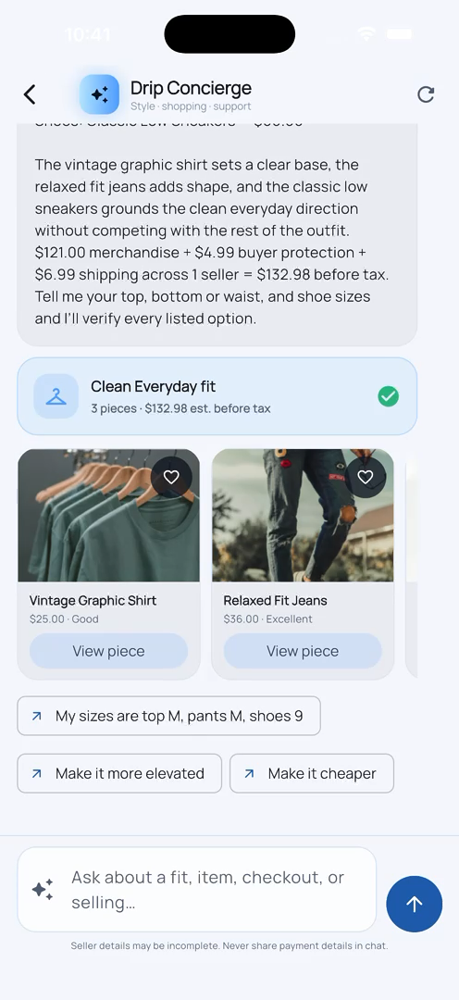 10:41
Drip Concierge
Style · shopping · support
Shoes: Classic Low Sneakers – $60.00
The vintage graphic shirt sets a clear base, the
relaxed fit jeans adds shape, and the classic low
sneakers grounds the clean everyday direction
without competing with the rest of the outfit.
$121.00 merchandise + $4.99 buyer protection +
$6.99 shipping across 1 seller = $132.98 before tax.
Tell me your top, bottom or waist, and shoe sizes
and I'll verify every listed option.
Clean Everyday fit
3 pieces · $132.98 est. before tax
Vintage Graphic Shirt
$25.00 · Good
View piece
Relaxed Fit Jeans
$36.00 · Excellent
View piece
My sizes are top M, pants M, shoes 9
Make it more elevated
Make it cheaper
Ask about a fit, item, checkout, or
selling…
Seller details may be incomplete. Never share payment details in chat.